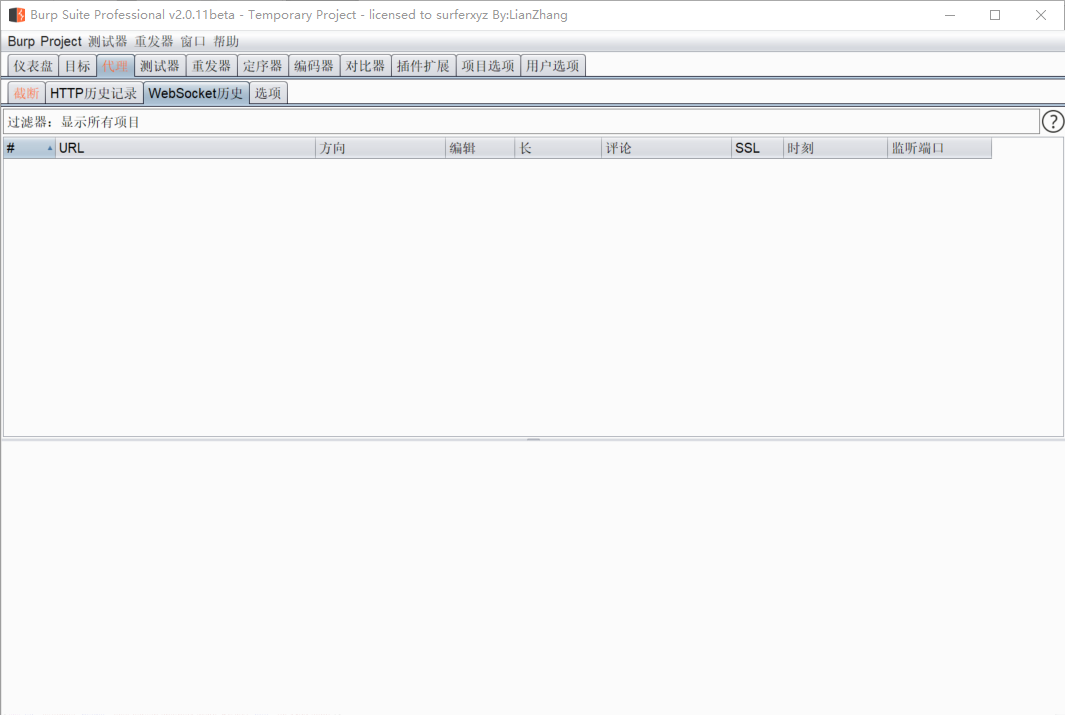 Burp Suite Professional v2.0.11beta - Temporary Project - licensed to surferxyz By:LianZhang
Burp Project 测试器 重发器 窗口 帮助
仪表盘 目标 代理 测试器 重发器 定序器 编码器 对比器 插件扩展 项目选项 用户选项
截断 HTTP历史记录 WebSocket历史 选项
过滤器: 显示所有项目 ?
# URL 方向 编辑 长 评论 SSL 时刻 监听端口